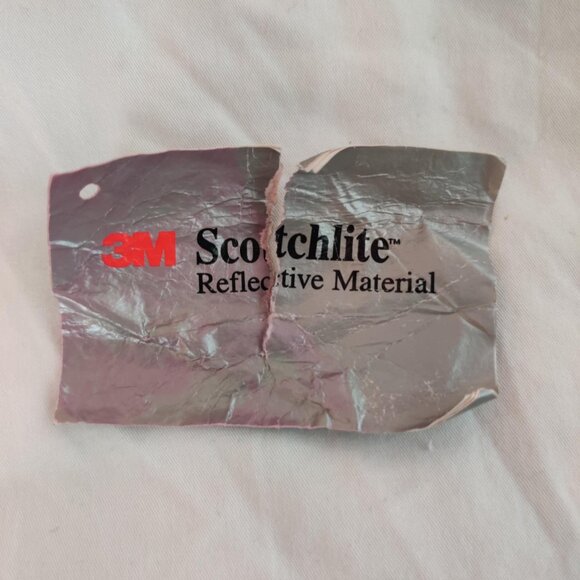 3M Scotchlite™
Reflective Material